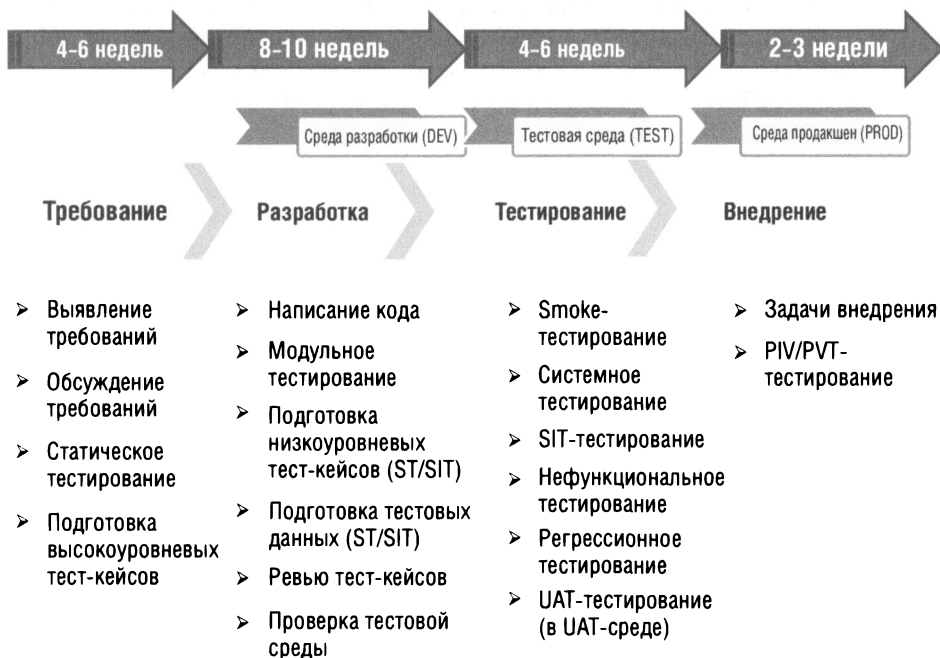 4-6 недель
8-10 недель
4-6 недель
2-3 недели
Среда разработки (DEV)
Тестовая среда (TEST)
Среда продакшен (PROD)
Требование
Разработка
Тестирование
Внедрение
➢ Выявление
требований
➢ Обсуждение
требований
➢ Статическое
тестирование
➢ Подготовка
высокоуровневых
тест-кейсов
➢ Написание кода
➢ Модульное
тестирование
➢ Подготовка
низкоуровневых
тест-кейсов (ST/SIT)
➢ Подготовка тестовых
данных (ST/SIT)
➢ Ревью тест-кейсов
➢ Проверка тестовой
среды
➢ Smoke-
тестирование
➢ Системное
тестирование
➢ SIT-тестирование
➢ Нефункциональное
тестирование
➢ Регрессионное
тестирование
➢ UAT-тестирование
(в UAT-среде)
➢ Задачи внедрения
➢ PIV/PVT-
тестирование